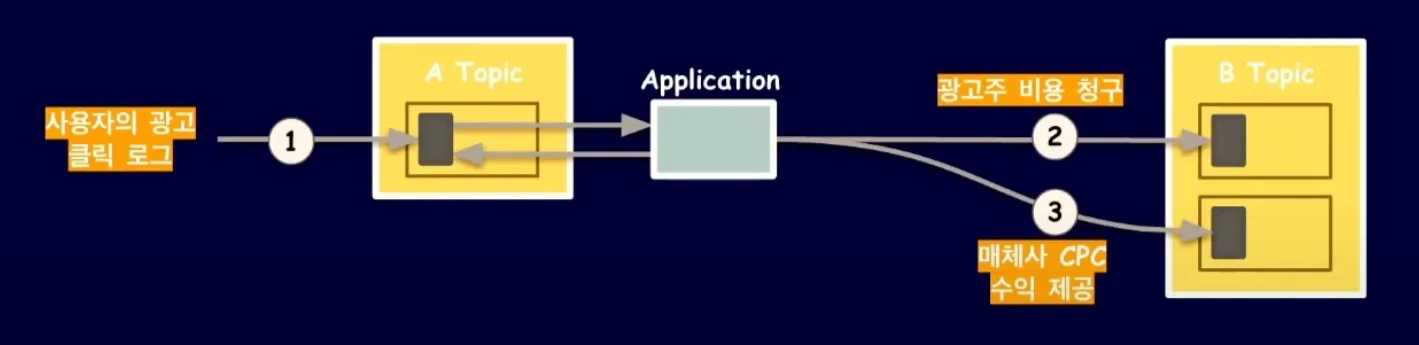 사용자의 광고
클릭 로그
1
A Topic
Application
광고주 비용 청구
2
3
매체사 CPC
수익 제공
B Topic